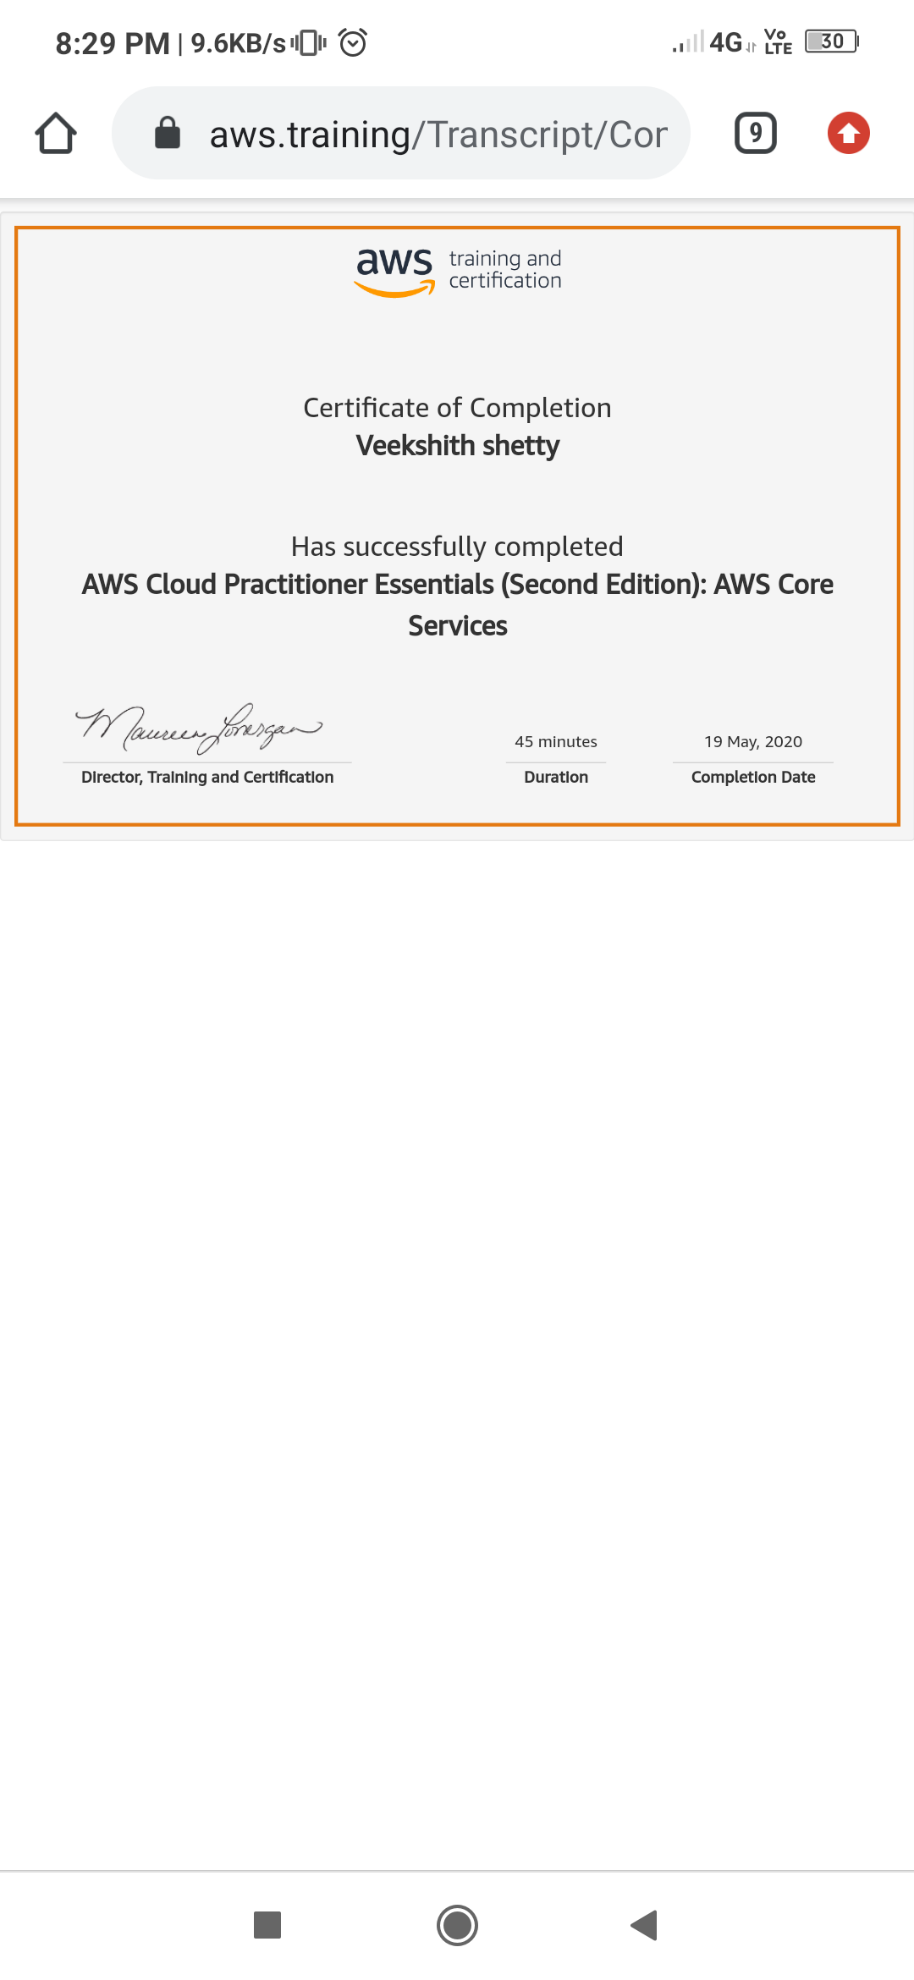 8:29 PM | 9.6KB/s 4G Vo LTE 30
aws.training/Transcript/Cor 9
aws training and
certification
Certificate of Completion
Veekshith shetty
Has successfully completed
AWS Cloud Practitioner Essentials (Second Edition): AWS Core
Services
Maureen Lonergan 45 minutes 19 May, 2020
Director, Training and Certification Duration Completion Date